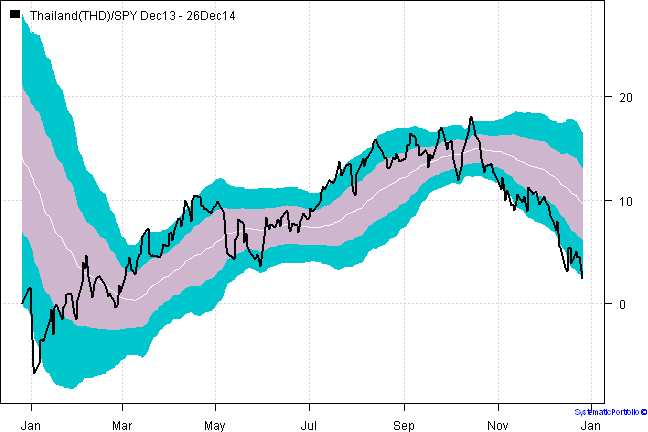 Thailand(THD)/SPY Dec13 - 26Dec14
20
10
0
Jan Mar May Jul Sep Nov Jan
SystematicPortfolio ©